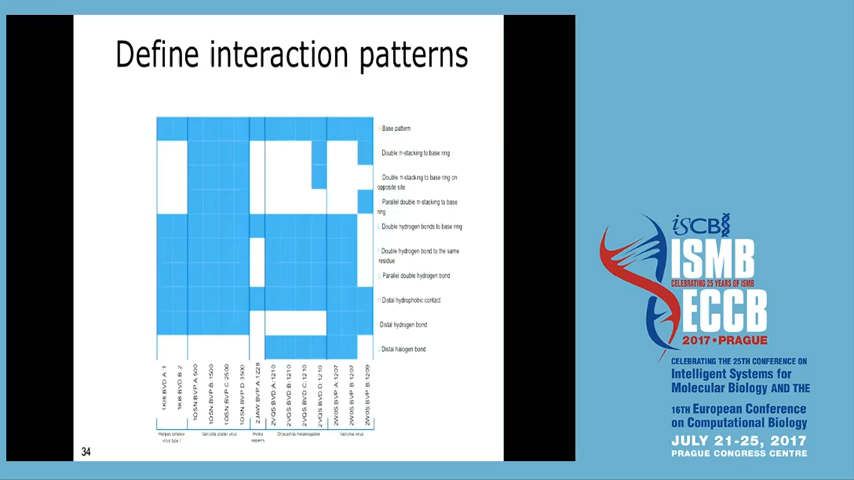 Define interaction patterns
Base pattern
Double π-stacking to base ring
Double π-stacking to base ring on
opposite site
Parallel double π-stacking to base
ring
Double hydrogen bonds to base ring
Double hydrogen bond to the same
residue
Parallel double hydrogen bond
Distal hydrophobic contact
Distal hydrogen bond
Distal halogen bond
1KI8.BVD.A.1
1KI8.BVD.B.2
1OSN.BVP.A.500
1OSN.BVP.B.1500
1OSN.BVP.C.2500
1OSN.BVP.D.3500
2JAW.BVP.A.1228
2VQS.BVD.A.1210
2VQS.BVD.B.1210
2VQS.BVD.C.1210
2VQS.BVD.D.1210
2W0S.BVP.A.1207
2W0S.BVP.B.1207
2W0S.BVP.B.1209
Herpes simplex
virus type I
Varicella zoster virus
Homo
sapiens
Drosophila melanogaster
Vaccinia virus
34
iSCB
ISMB
CELEBRATING 25 YEARS OF ISMB
ECCB
2017 • PRAGUE
CELEBRATING THE 25TH CONFERENCE ON
Intelligent Systems for
Molecular Biology AND THE
16TH European Conference
on Computational Biology
JULY 21-25, 2017
PRAGUE CONGRESS CENTRE